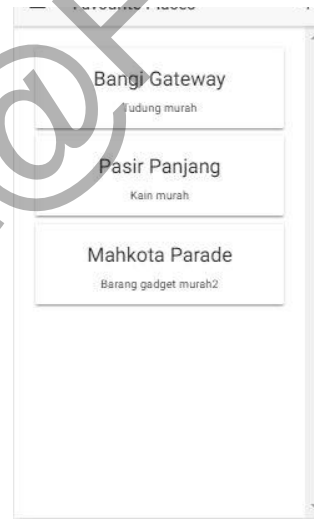 Bangi Gateway
Tudung murah
Pasir Panjang
Kain murah
Mahkota Parade
Barang gadget murah2